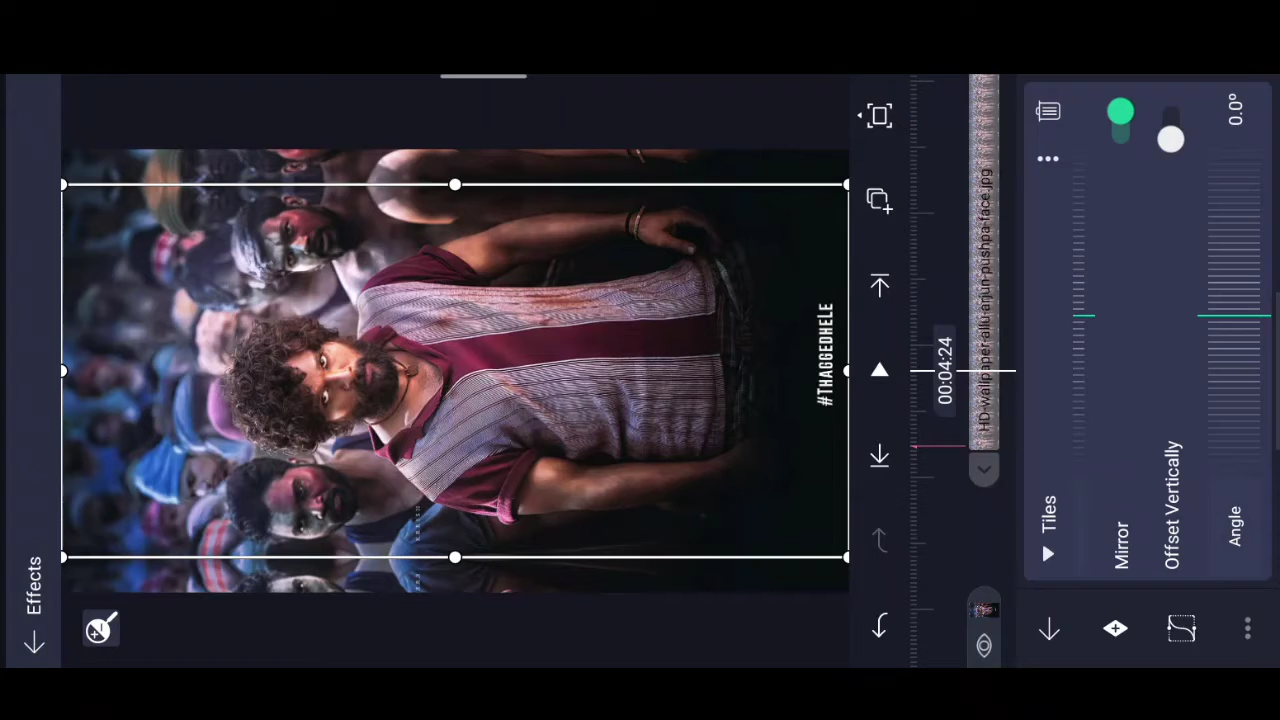 Effects
#THAGGEDHELE
00:04:24
HD-wallpaper-allu-arjun-pushpa-face.jpg
Tiles
Mirror
Offset Vertically
Angle
0.0°